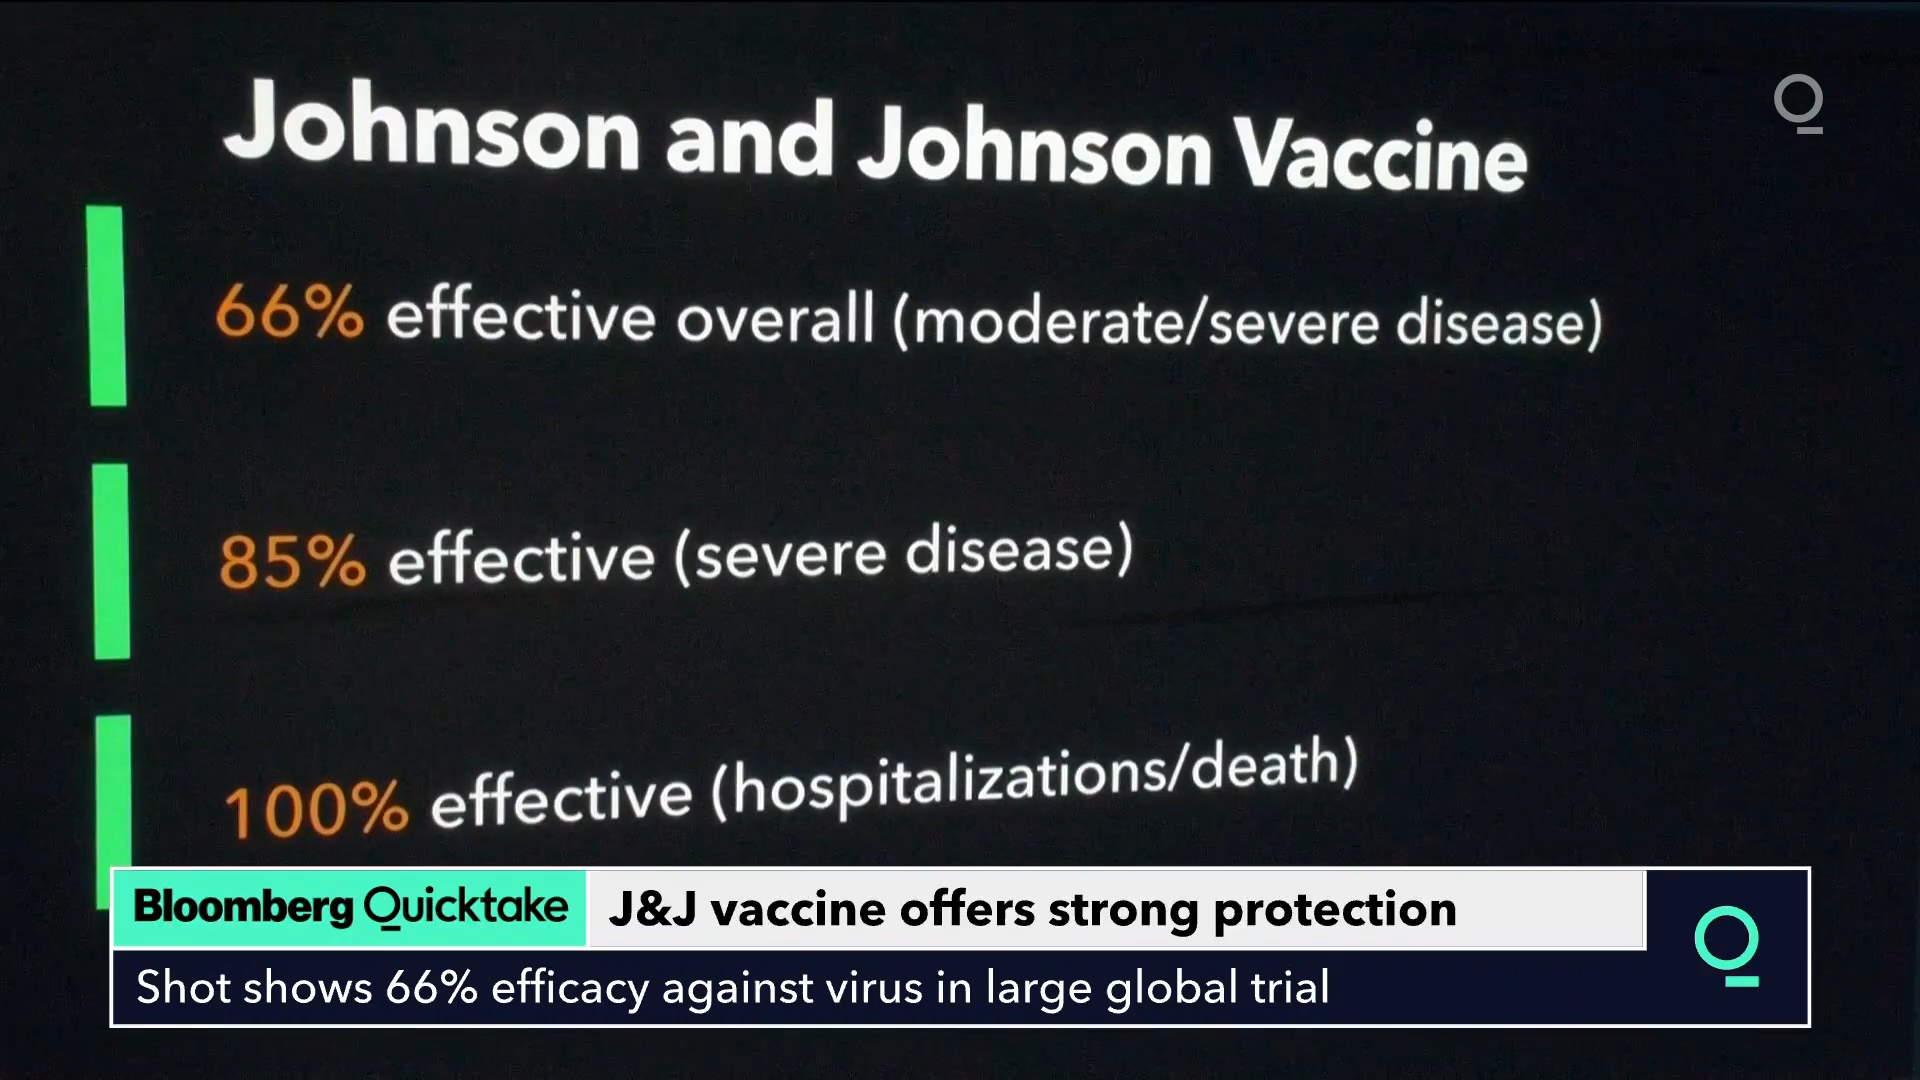 Johnson and Johnson Vaccine
66% effective overall (moderate/severe disease)
85% effective (severe disease)
100% effective (hospitalizations/death)
Bloomberg Quicktake
J&J vaccine offers strong protection
Shot shows 66% efficacy against virus in large global trial